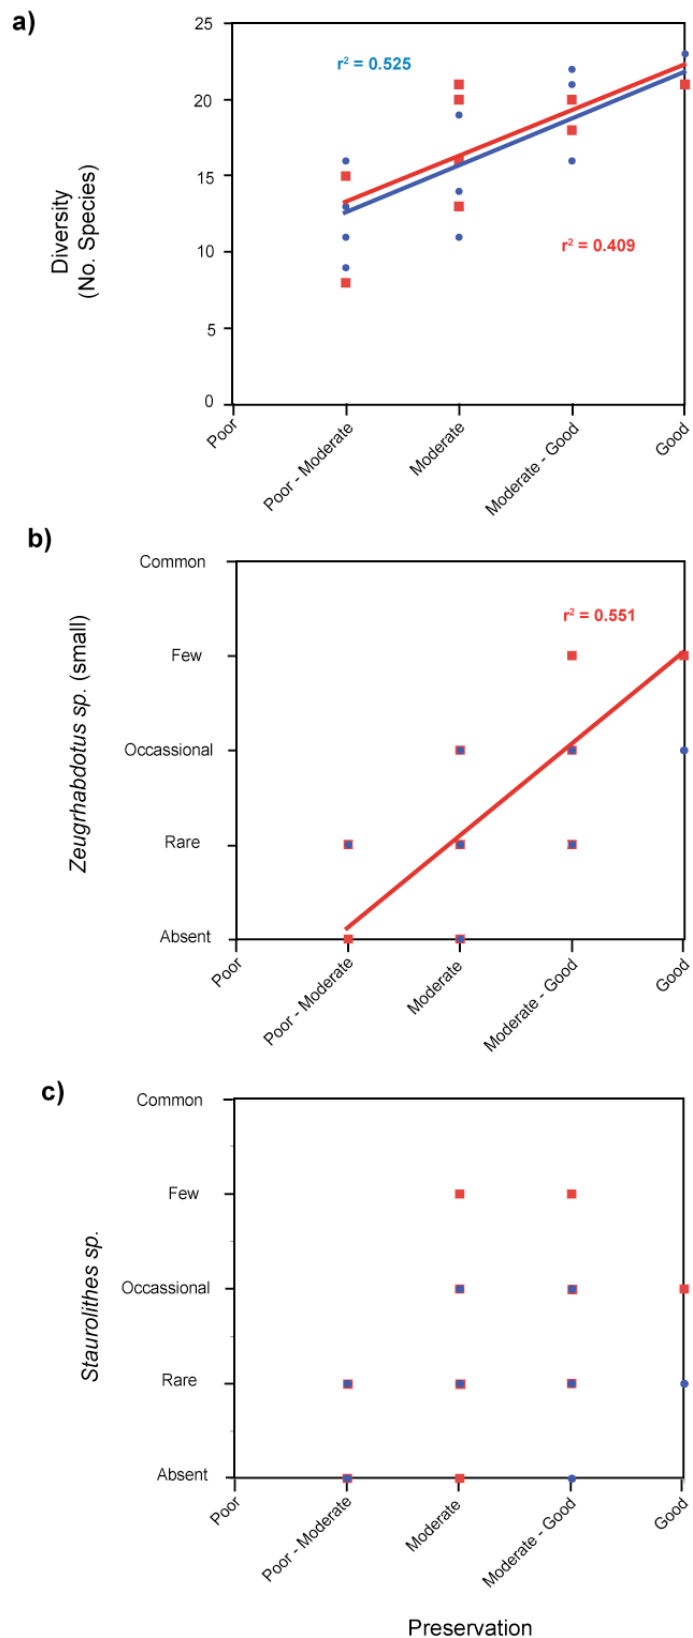 a)
25
20
15
10
5
0
Diversity
(No. Species)
r² = 0.525
r² = 0.409
Poor
Poor - Moderate
Moderate
Moderate - Good
Good
b)
Common
Few
Occassional
Rare
Absent
Zeugrhabdotus sp. (small)
r² = 0.551
Poor
Poor - Moderate
Moderate
Moderate - Good
Good
c)
Common
Few
Occassional
Rare
Absent
Staurolithes sp.
Poor
Poor - Moderate
Moderate
Moderate - Good
Good
Preservation